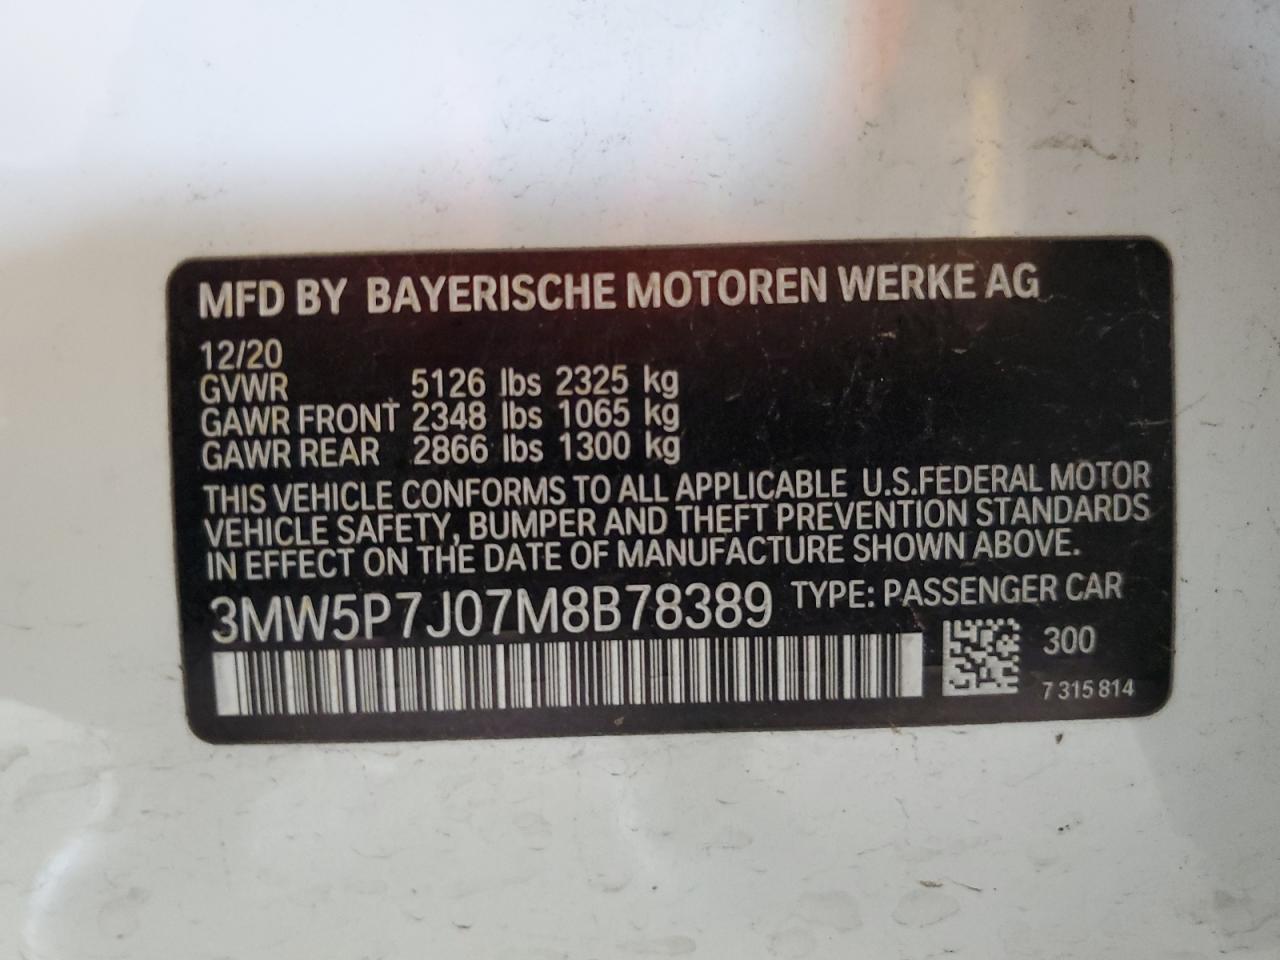 MFD BY BAYERISCHE MOTOREN WERKE AG
12/20
GVWR 5126 lbs 2325 kg
GAWR FRONT 2348 lbs 1065 kg
GAWR REAR 2866 lbs 1300 kg
THIS VEHICLE CONFORMS TO ALL APPLICABLE U.S.FEDERAL MOTOR
VEHICLE SAFETY, BUMPER AND THEFT PREVENTION STANDARDS
IN EFFECT ON THE DATE OF MANUFACTURE SHOWN ABOVE.
3MW5P7J07M8B78389 TYPE: PASSENGER CAR
300
7 315 814